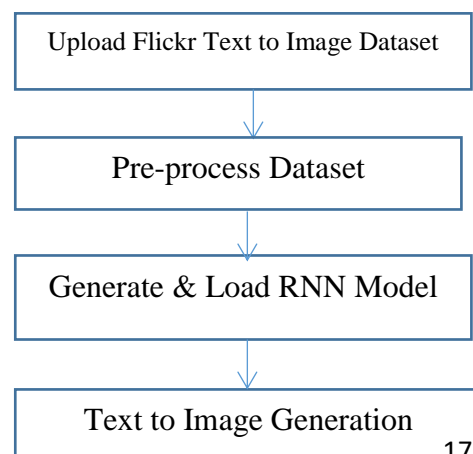 Upload Flickr Text to Image Dataset
Pre-process Dataset
Generate & Load RNN Model
Text to Image Generation
17